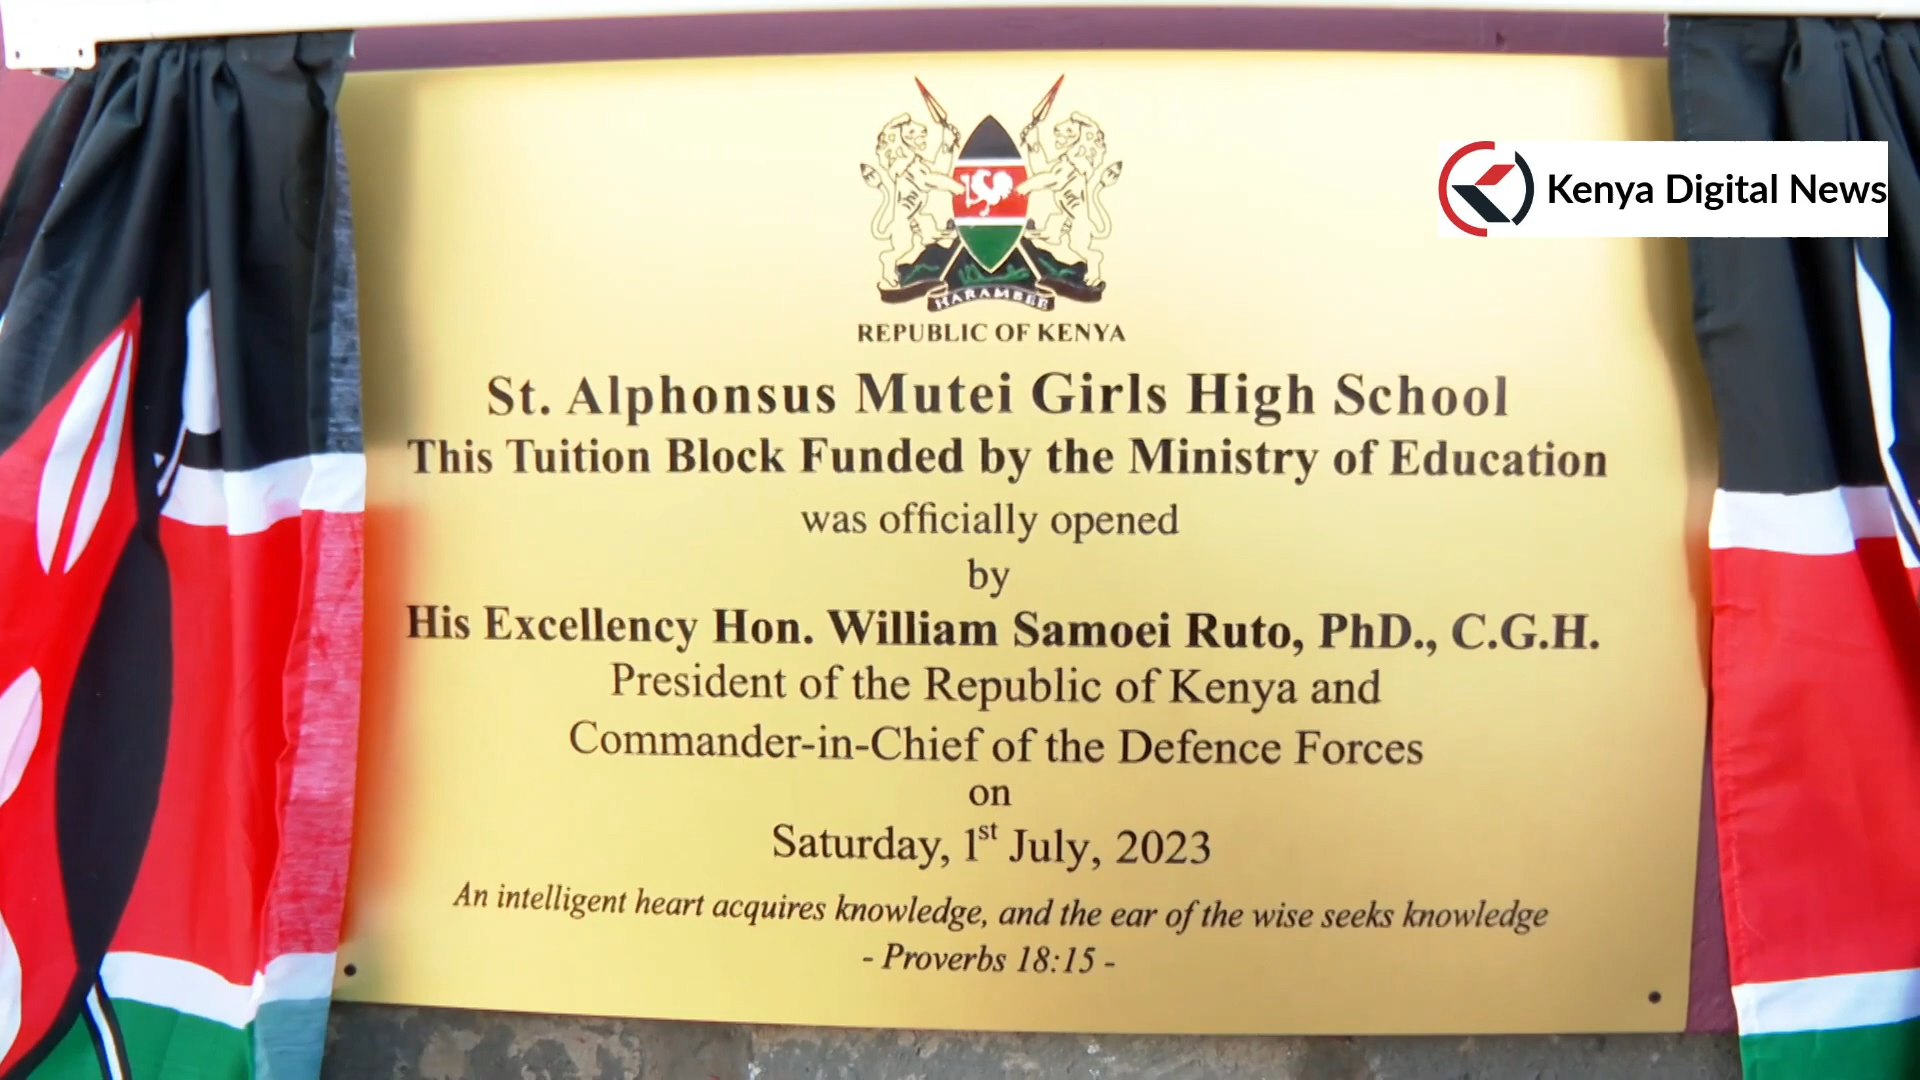 Kenya Digital News
HARAMBEE
REPUBLIC OF KENYA
St. Alphonsus Mutei Girls High School
This Tuition Block Funded by the Ministry of Education
was officially opened
by
His Excellency Hon. William Samoei Ruto, PhD., C.G.H.
President of the Republic of Kenya and
Commander-in-Chief of the Defence Forces
on
Saturday, 1st July, 2023
An intelligent heart acquires knowledge, and the ear of the wise seeks knowledge
- Proverbs 18:15 -